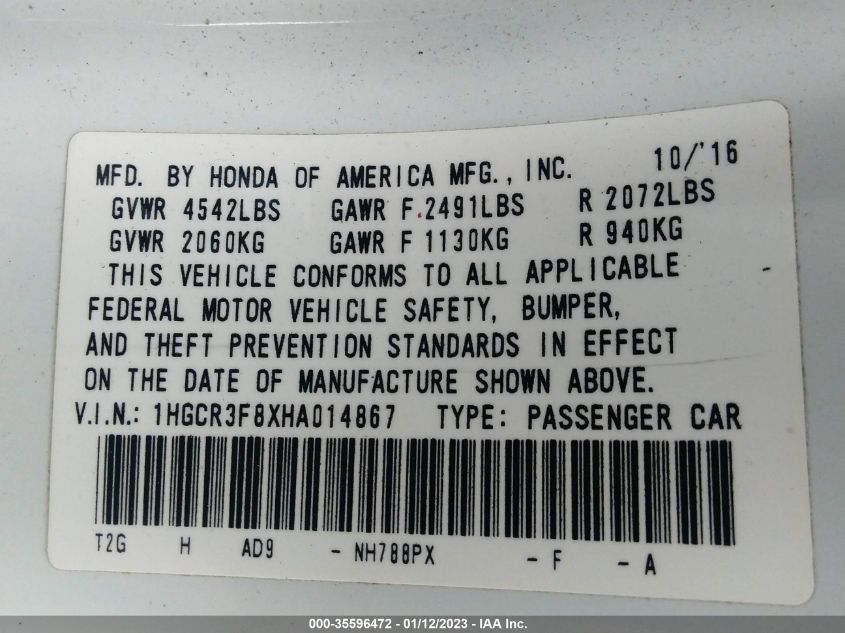 MFD. BY HONDA OF AMERICA MFG., INC. 10/'16
GVWR 4542LBS GAWR F 2491LBS R 2072LBS
GVWR 2060KG GAWR F 1130KG R 940KG
THIS VEHICLE CONFORMS TO ALL APPLICABLE
FEDERAL MOTOR VEHICLE SAFETY, BUMPER,
AND THEFT PREVENTION STANDARDS IN EFFECT
ON THE DATE OF MANUFACTURE SHOWN ABOVE.
V.I.N.: 1HGCR3F8XHA014867 TYPE: PASSENGER CAR
T2G H AD9 - NH788PX - F - A
000-35596472 - 01/12/2023 - IAA Inc.